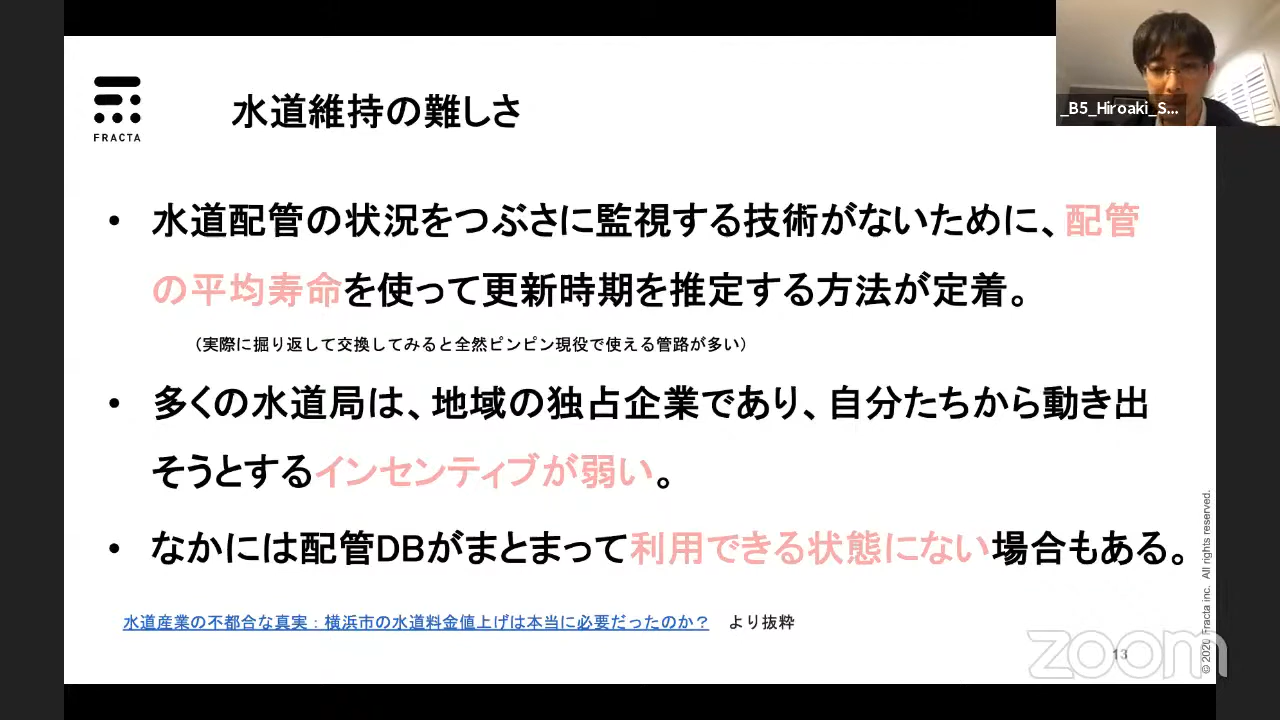 FRACTA
水道維持の難しさ
_B5_Hiroaki_S...
• 水道配管の状況をつぶさに監視する技術がないために、配管
の平均寿命を使って更新時期を推定する方法が定着。
（実際に掘り返して交換してみると全然ピンピン現役で使える管路が多い）
• 多くの水道局は、地域の独占企業であり、自分たちから動き出
そうとするインセンティブが弱い。
• なかには配管DBがまとまって利用できる状態にない場合もある。
水道産業の不都合な真実：横浜市の水道料金値上げは本当に必要だったのか？ より抜粋
13
© 2020 Fracta inc. All rights reserved.
zoom